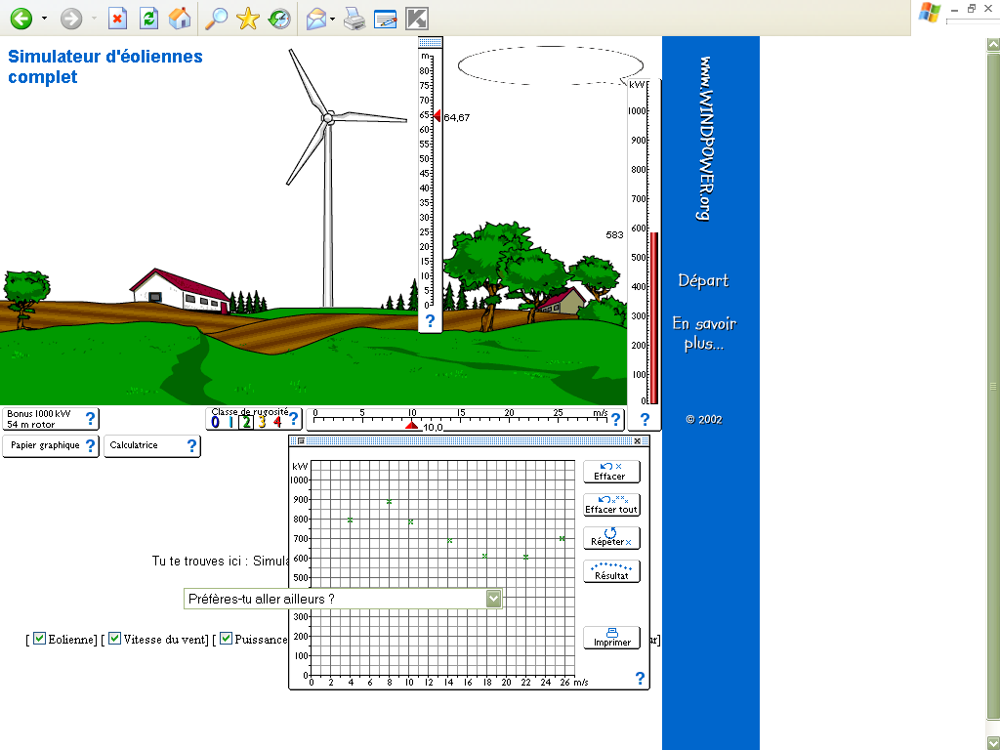 Simulateur d'éoliennes
complet
m
80
75
70
65
60
55
50
45
40
35
30
25
20
15
10
5
0
?
64,67
kW
1000
900
800
700
600
500
400
300
200
100
0
?
583
www.WINDPOWER.org
Départ
En savoir
plus...
© 2002
Bonus 1000 kW
54 m rotor
?
Classe de rugosité
0 1 2 3 4
?
0 5 10 15 20 25 m/s
10,0
?
Papier graphique ?
Calculatrice ?
kW
1000
900
800
700
600
500
300
200
100
0
0 2 4 6 8 10 12 14 16 18 20 22 24 26 m/s
Effacer
Effacer tout
Répéter
Résultat
Imprimer
?
Tu te trouves ici : Simula
Préfères-tu aller ailleurs ?
[ Eolienne] [ Vitesse du vent] [ Puissance
ur]